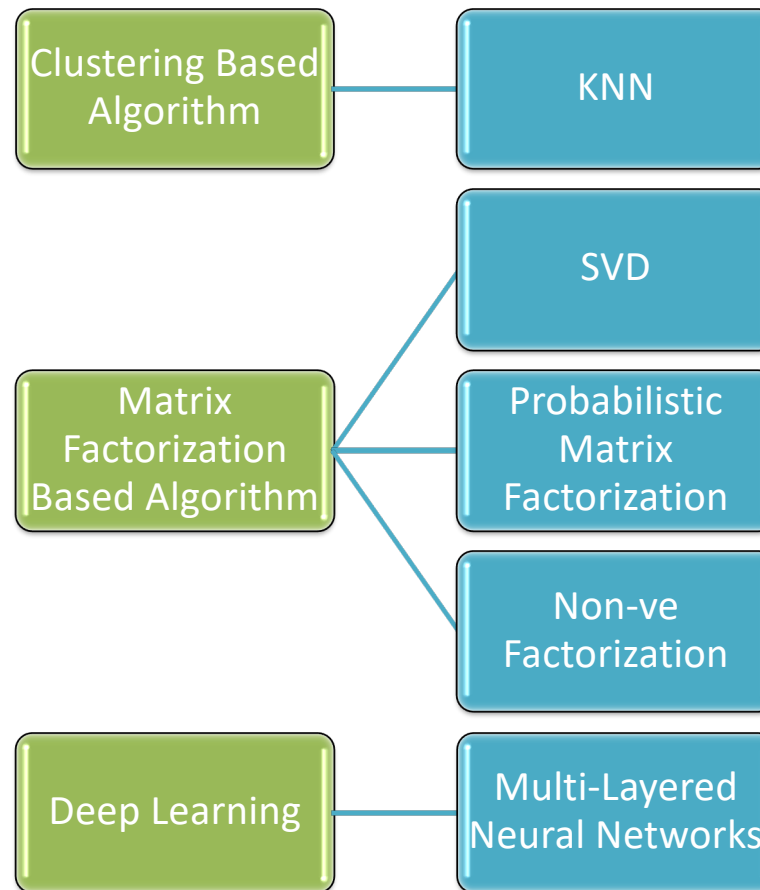 Clustering Based
Algorithm
KNN
SVD
Matrix
Factorization
Based Algorithm
Probabilistic
Matrix
Factorization
Non-ve
Factorization
Deep Learning
Multi-Layered
Neural Networks